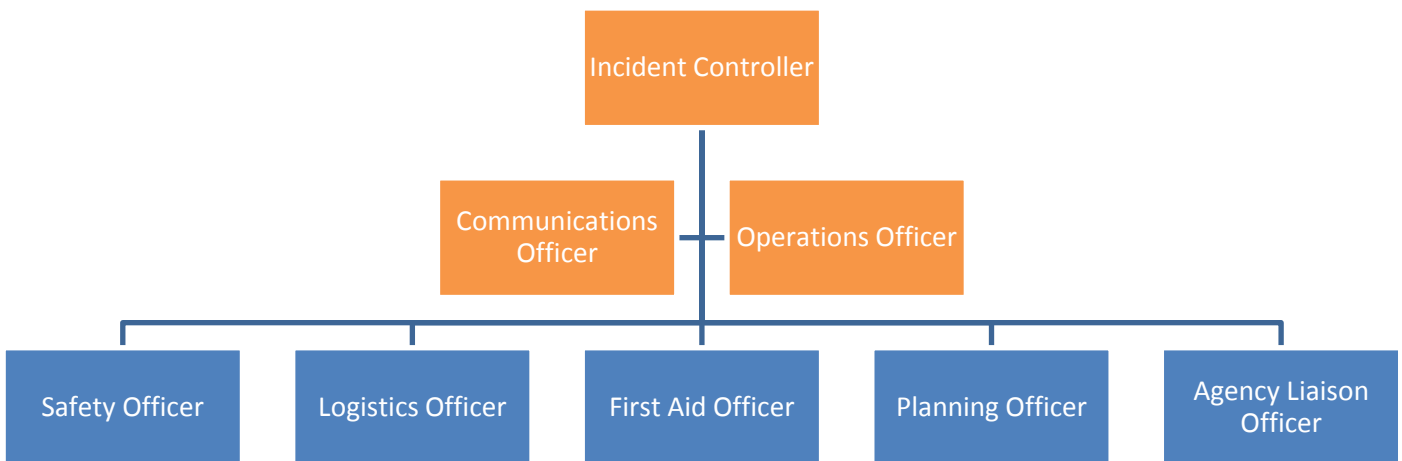 Incident Controller
Communications
Officer
Operations Officer
Safety Officer
Logistics Officer
First Aid Officer
Planning Officer
Agency Liaison
Officer